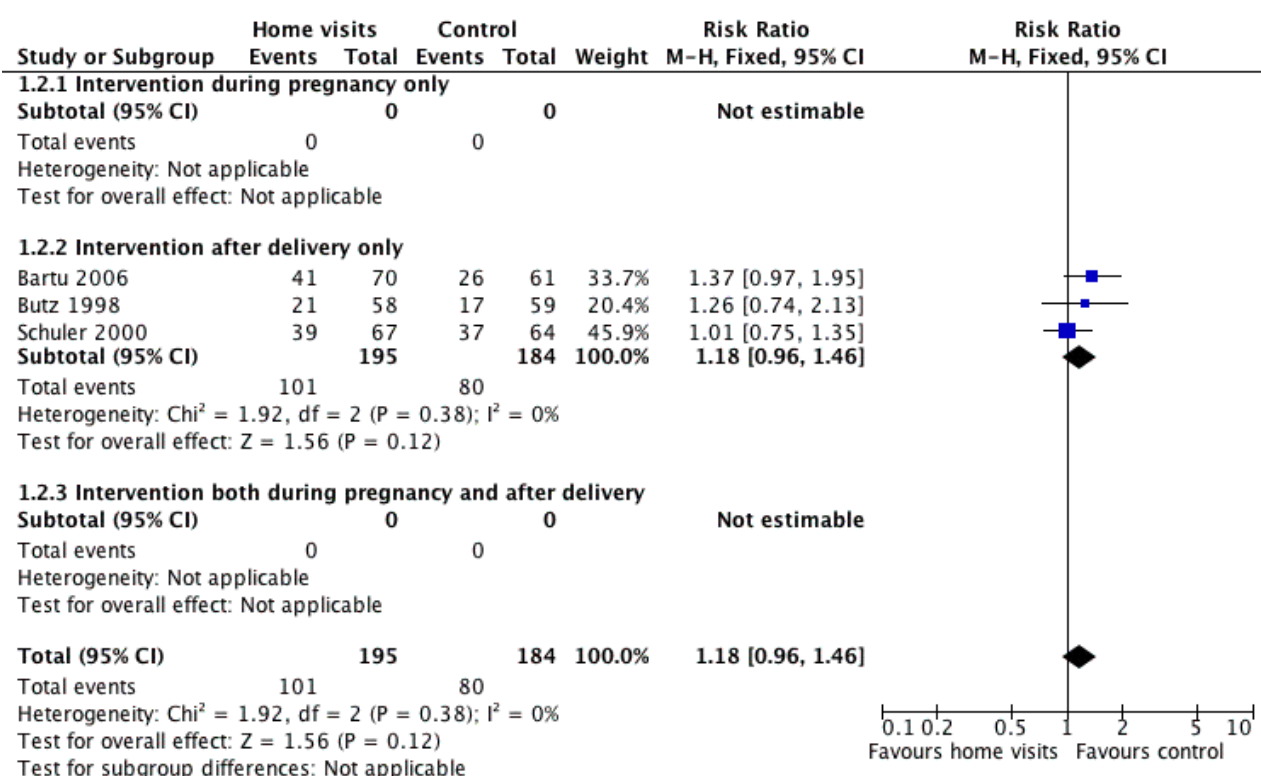 Home visits Control Risk Ratio Risk Ratio
Study or Subgroup Events Total Events Total Weight M-H, Fixed, 95% CI M-H, Fixed, 95% CI
1.2.1 Intervention during pregnancy only
Subtotal (95% CI) 0 0 Not estimable
Total events 0 0
Heterogeneity: Not applicable
Test for overall effect: Not applicable
1.2.2 Intervention after delivery only
Bartu 2006 41 70 26 61 33.7% 1.37 [0.97, 1.95]
Butz 1998 21 58 17 59 20.4% 1.26 [0.74, 2.13]
Schuler 2000 39 67 37 64 45.9% 1.01 [0.75, 1.35]
Subtotal (95% CI) 195 184 100.0% 1.18 [0.96, 1.46]
Total events 101 80
Heterogeneity: Chi² = 1.92, df = 2 (P = 0.38); I² = 0%
Test for overall effect: Z = 1.56 (P = 0.12)
1.2.3 Intervention both during pregnancy and after delivery
Subtotal (95% CI) 0 0 Not estimable
Total events 0 0
Heterogeneity: Not applicable
Test for overall effect: Not applicable
Total (95% CI) 195 184 100.0% 1.18 [0.96, 1.46]
Total events 101 80
Heterogeneity: Chi² = 1.92, df = 2 (P = 0.38); I² = 0%
Test for overall effect: Z = 1.56 (P = 0.12)
Test for subgroup differences: Not applicable
0.1 0.2 0.5 1 2 5 10
Favours home visits Favours control